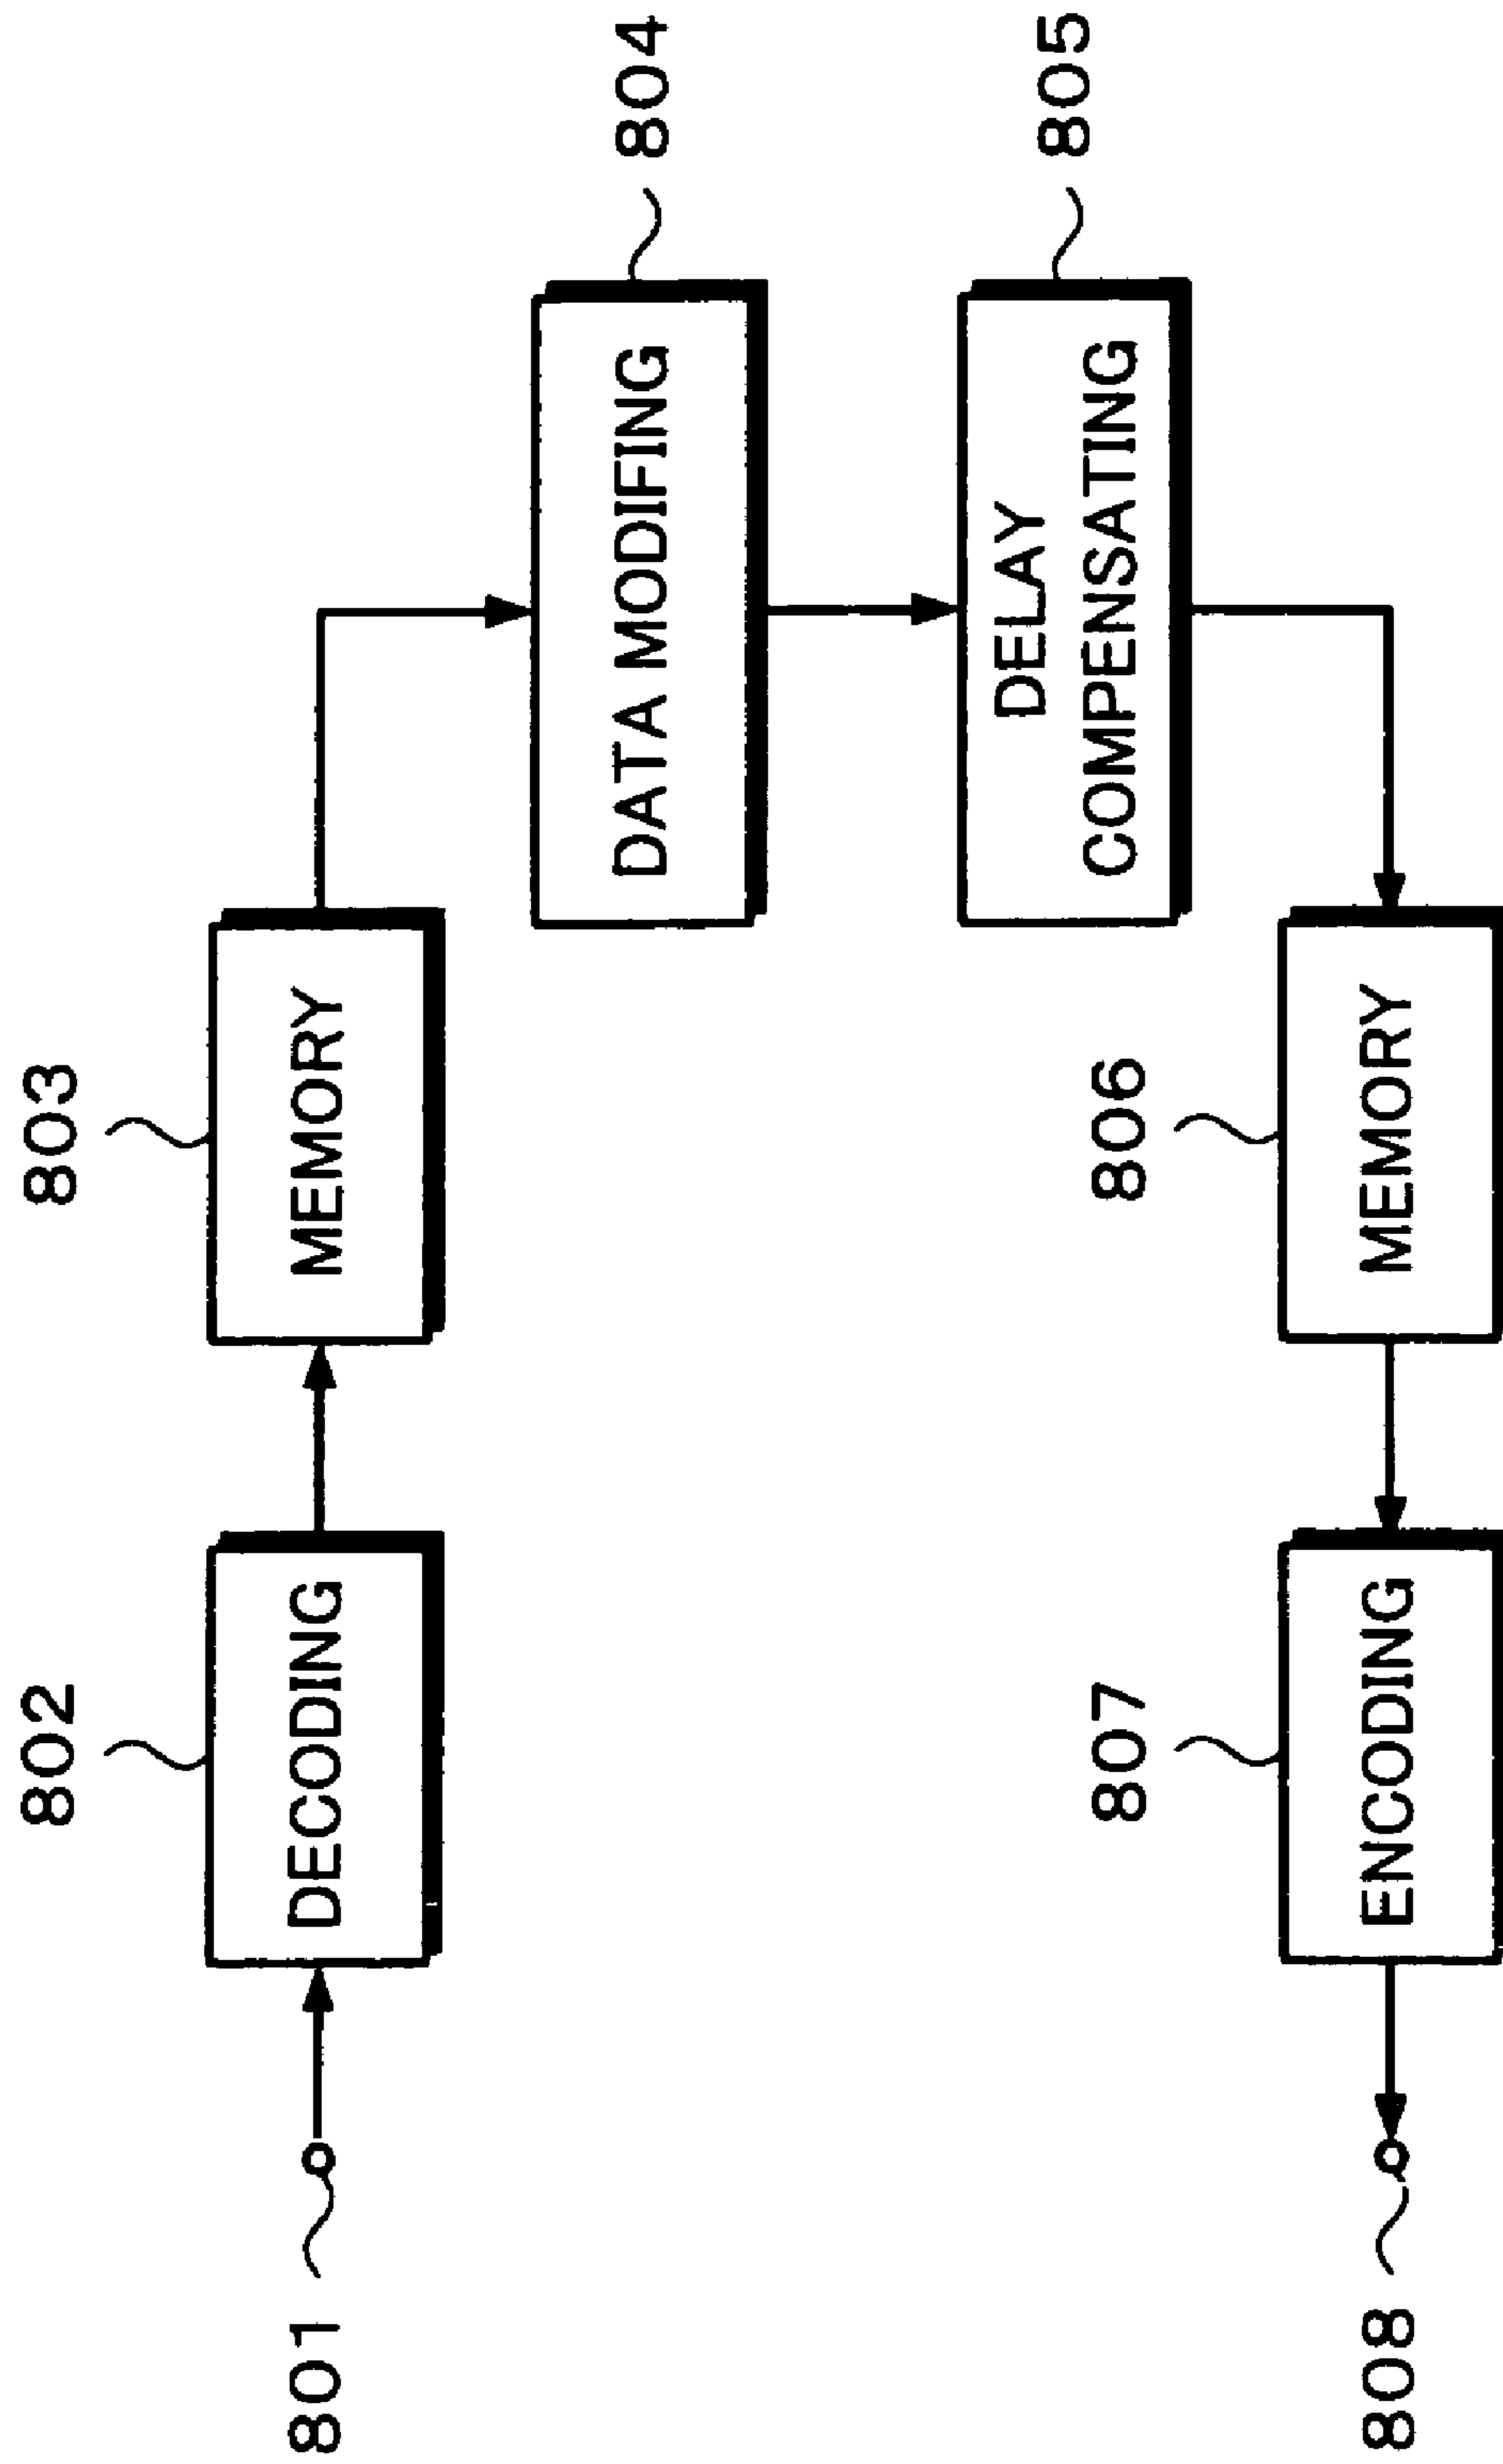 802
803
DECODING
MEMORY
801
804
DATA MODIFING
805
DELAY
COMPENSATING
807
806
ENCODING
MEMORY
808